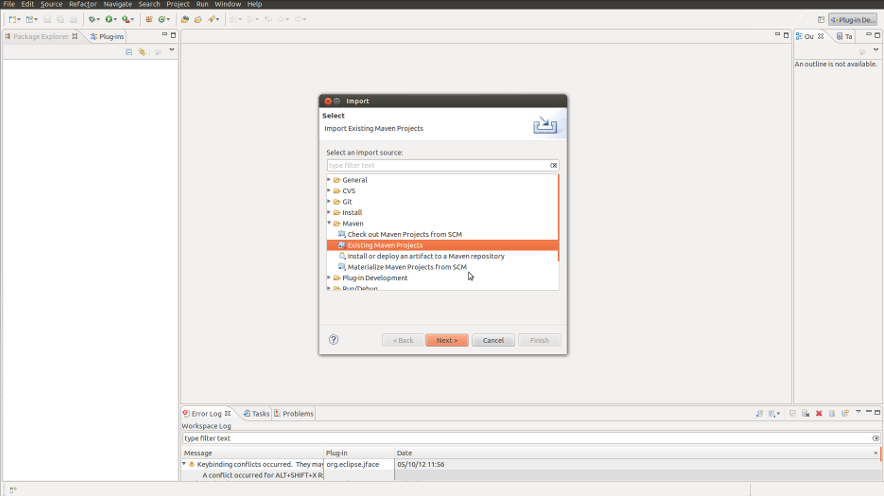 File Edit Source Refactor Navigate Search Project Run Window Help
Plug-in De...
Package Explorer
Plug-ins
Ou
Ta
An outline is not available.
Import
Select
Import Existing Maven Projects
Select an import source:
type filter text
General
CVS
Git
Install
Maven
Check out Maven Projects from SCM
Existing Maven Projects
Install or deploy an artifact to a Maven repository
Materialize Maven Projects from SCM
Plug-in Development
Run/Debug
< Back Next > Cancel Finish
Error Log Tasks Problems
Workspace Log
type filter text
Message Plug-in Date
Keybinding conflicts occurred. They may org.eclipse.jface 05/10/12 11:56
A conflict occurred for ALT+SHIFT+X R: